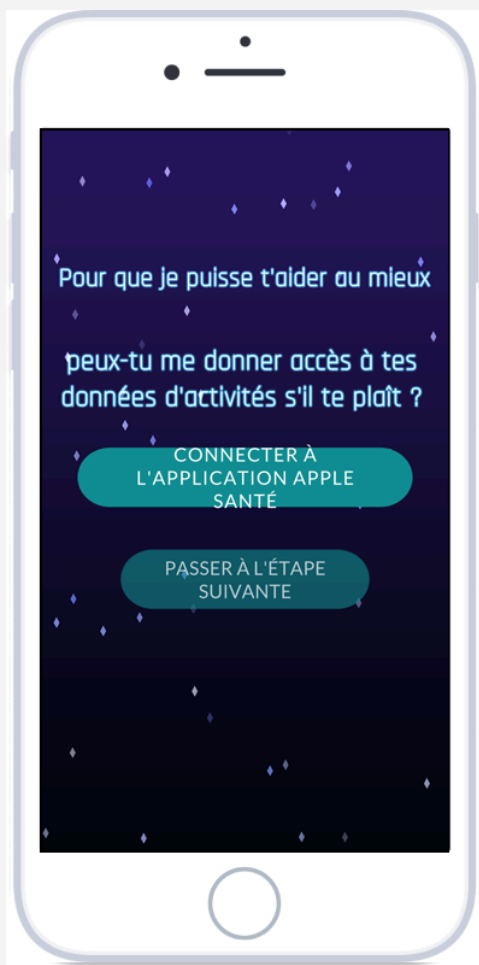 Pour que je puisse t'aider au mieux
peux-tu me donner accès à tes
données d'activités s'il te plaît ?
CONNECTER À
L'APPLICATION APPLE
SANTÉ
PASSER À L'ÉTAPE
SUIVANTE